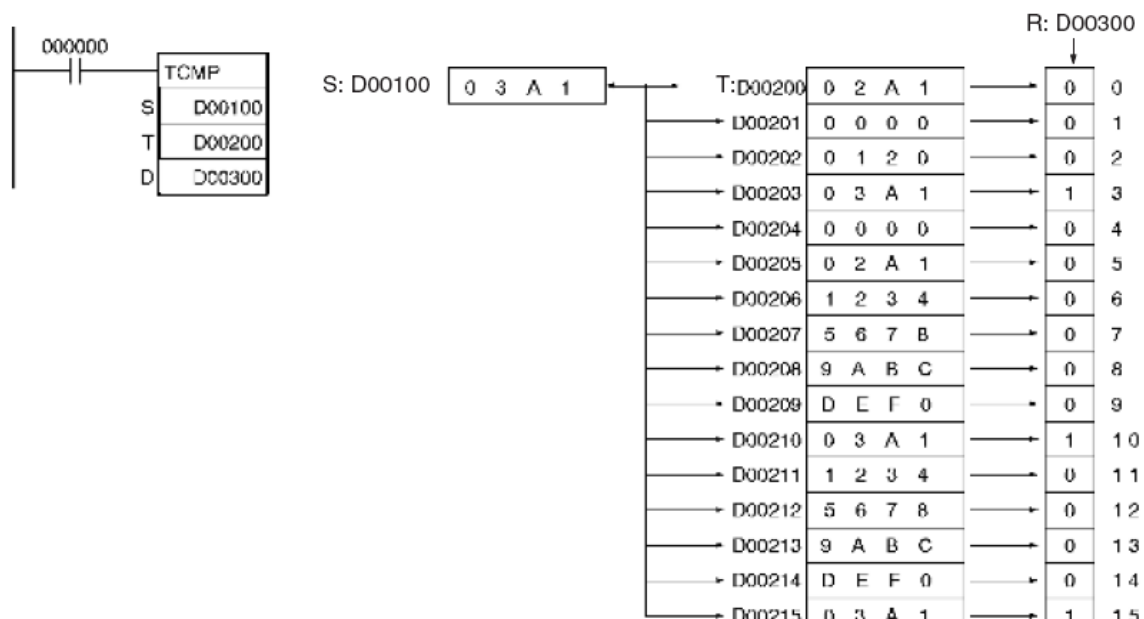 R: D00300
000000
TCMP
S D00100
T D00200
D D00300
S: D00100 0 3 A 1 T:D00200 0 2 A 1 0 0
D00201 0 0 0 0 0 1
D00202 0 1 2 0 0 2
D00203 0 3 A 1 1 3
D00204 0 0 0 0 0 4
D00205 0 2 A 1 0 5
D00206 1 2 3 4 0 6
D00207 5 6 7 B 0 7
D00208 9 A B C 0 8
D00209 D E F 0 0 9
D00210 0 3 A 1 1 10
D00211 1 2 3 4 0 11
D00212 5 6 7 8 0 12
D00213 9 A B C 0 13
D00214 D E F 0 0 14
D00215 0 3 A 1 1 15